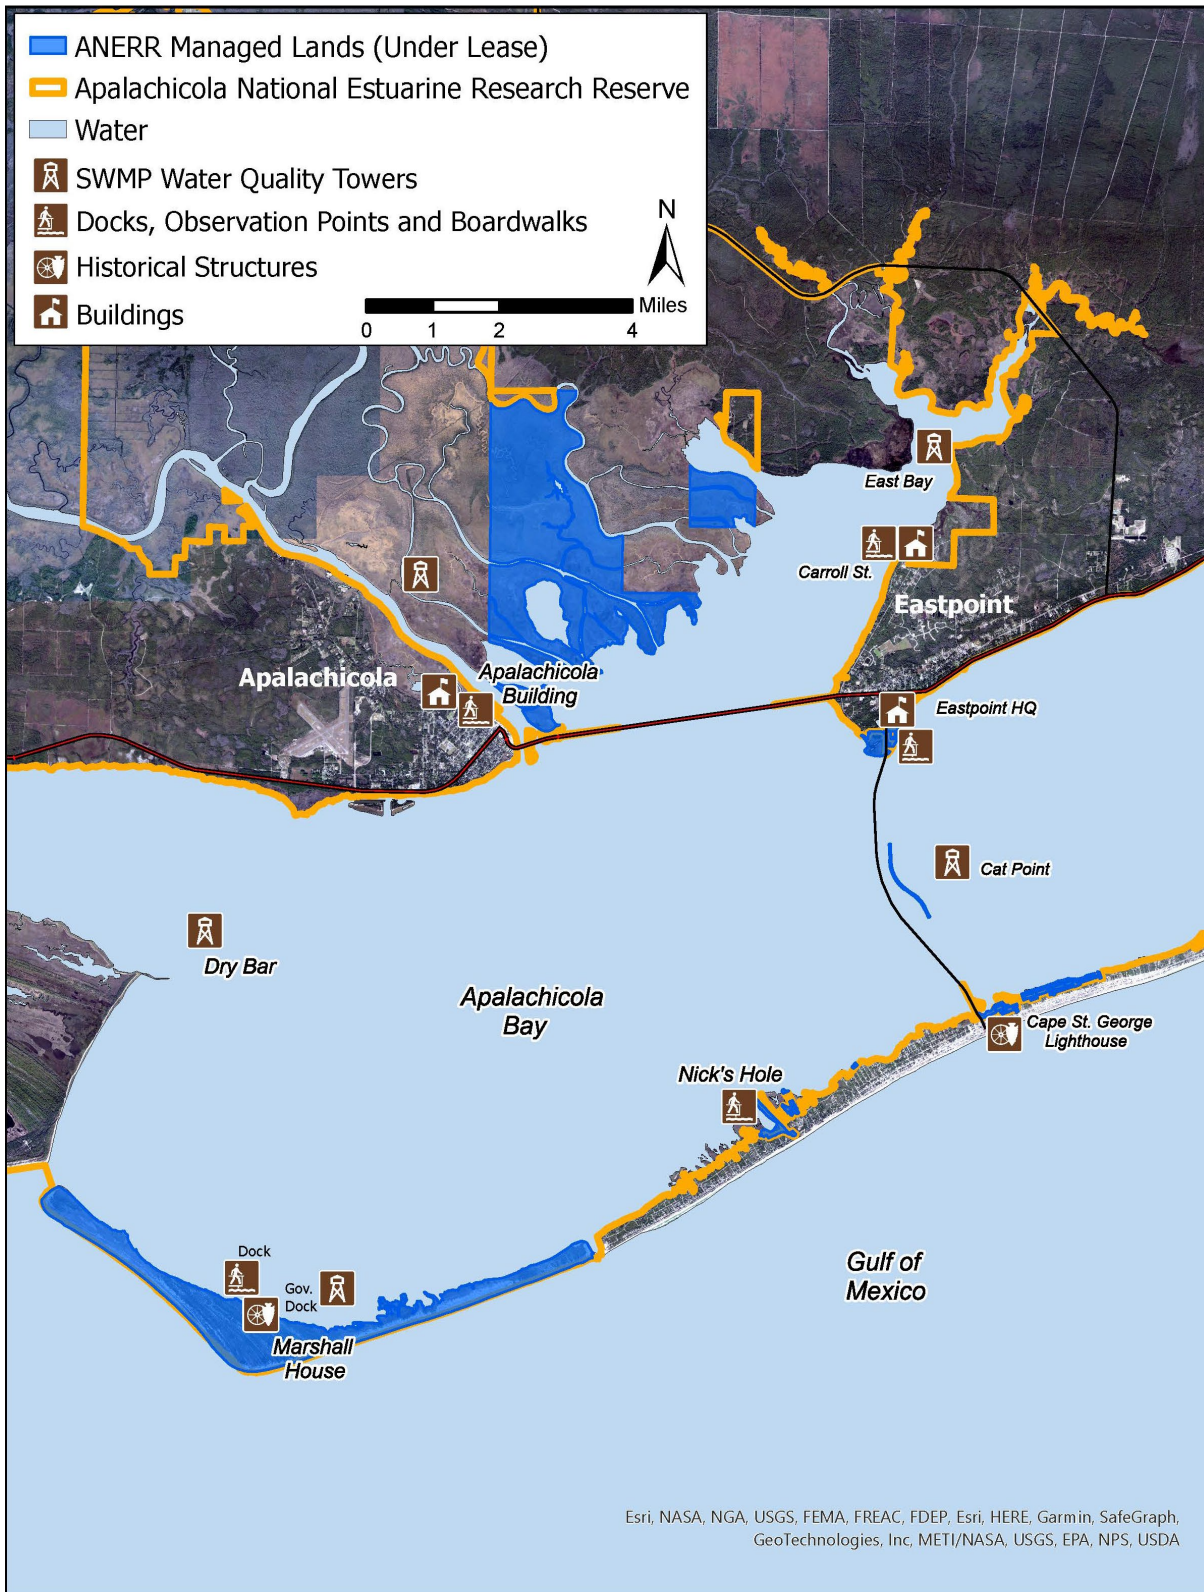 ANERR Managed Lands (Under Lease)
Apalachicola National Estuarine Research Reserve
Water
SWMP Water Quality Towers
Docks, Observation Points and Boardwalks
Historical Structures
Buildings
N
Miles
0 1 2 4
East Bay
Carroll St.
Eastpoint
Apalachicola
Apalachicola
Building
Eastpoint HQ
Cat Point
Dry Bar
Apalachicola
Bay
Cape St. George
Lighthouse
Nick's Hole
Dock
Gov.
Dock
Marshall
House
Gulf of
Mexico
Esri, NASA, NGA, USGS, FEMA, FREAC, FDEP, Esri, HERE, Garmin, SafeGraph,
GeoTechnologies, Inc, METI/NASA, USGS, EPA, NPS, USDA